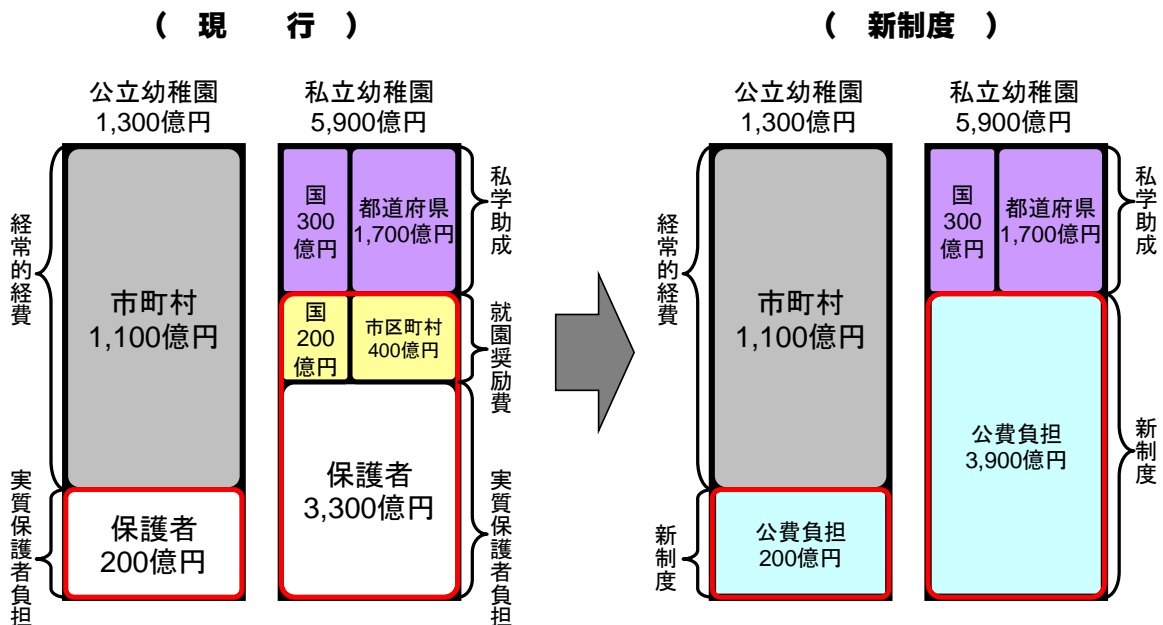 ( 現 行 )
公立幼稚園
1,300億円
私立幼稚園
5,900億円
経常的経費
市町村
1,100億円
実質保護者負担
保護者
200億円
国
300
億円
都道府県
1,700億円
私学助成
国
200
億円
市区町村
400億円
就園奨励費
保護者
3,300億円
実質保護者負担
( 新制度 )
公立幼稚園
1,300億円
私立幼稚園
5,900億円
経常的経費
市町村
1,100億円
新制度
公費負担
200億円
国
300
億円
都道府県
1,700億円
私学助成
公費負担
3,900億円
新制度